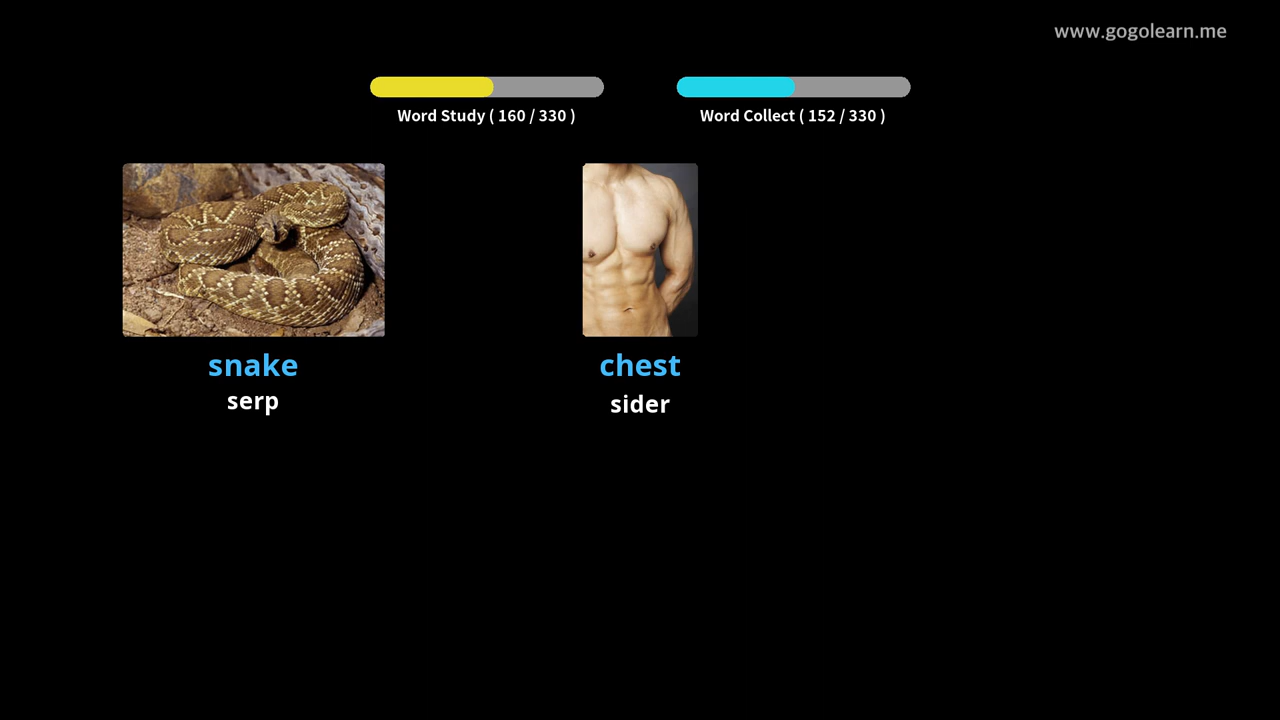 www.gogolearn.me
Word Study ( 160 / 330 )
Word Collect ( 152 / 330 )
snake
serp
chest
sider